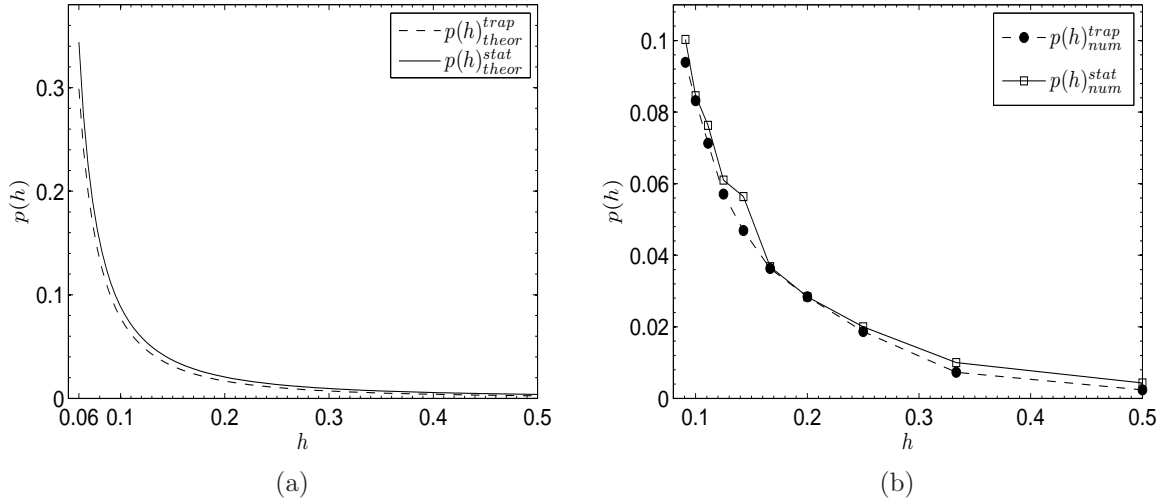 p(h)^{trap}_{theor}
p(h)^{stat}_{theor}
0.3
0.2
0.1
0
p(h)
0.06 0.1 0.2 0.3 0.4 0.5
h
(a)
p(h)^{trap}_{num}
p(h)^{stat}_{num}
0.1
0.08
0.06
0.04
0.02
0
p(h)
0.1 0.2 0.3 0.4 0.5
h
(b)